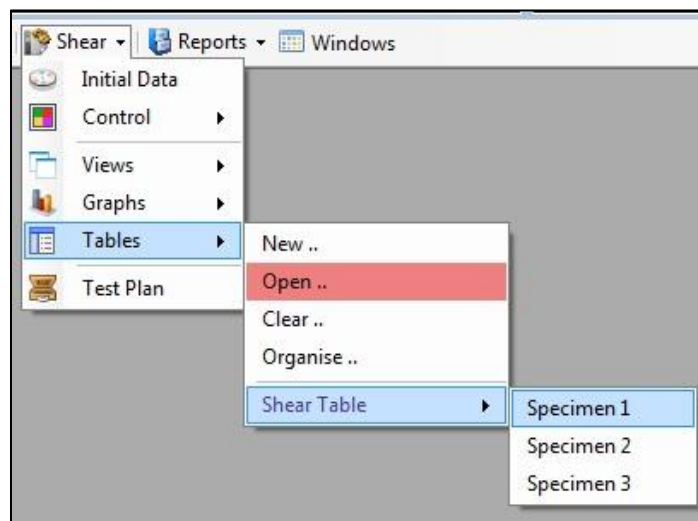 Shear Reports Windows
Initial Data
Control
Views
Graphs
Tables
Test Plan
New ..
Open ..
Clear ..
Organise ..
Shear Table
Specimen 1
Specimen 2
Specimen 3